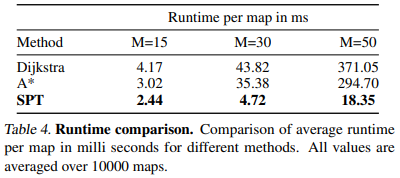 Runtime per map in ms
Method M=15 M=30 M=50
Dijkstra 4.17 43.82 371.05
A* 3.02 35.38 294.70
SPT 2.44 4.72 18.35
Table 4. Runtime comparison. Comparison of average runtime
per map in milli seconds for different methods. All values are
averaged over 10000 maps.